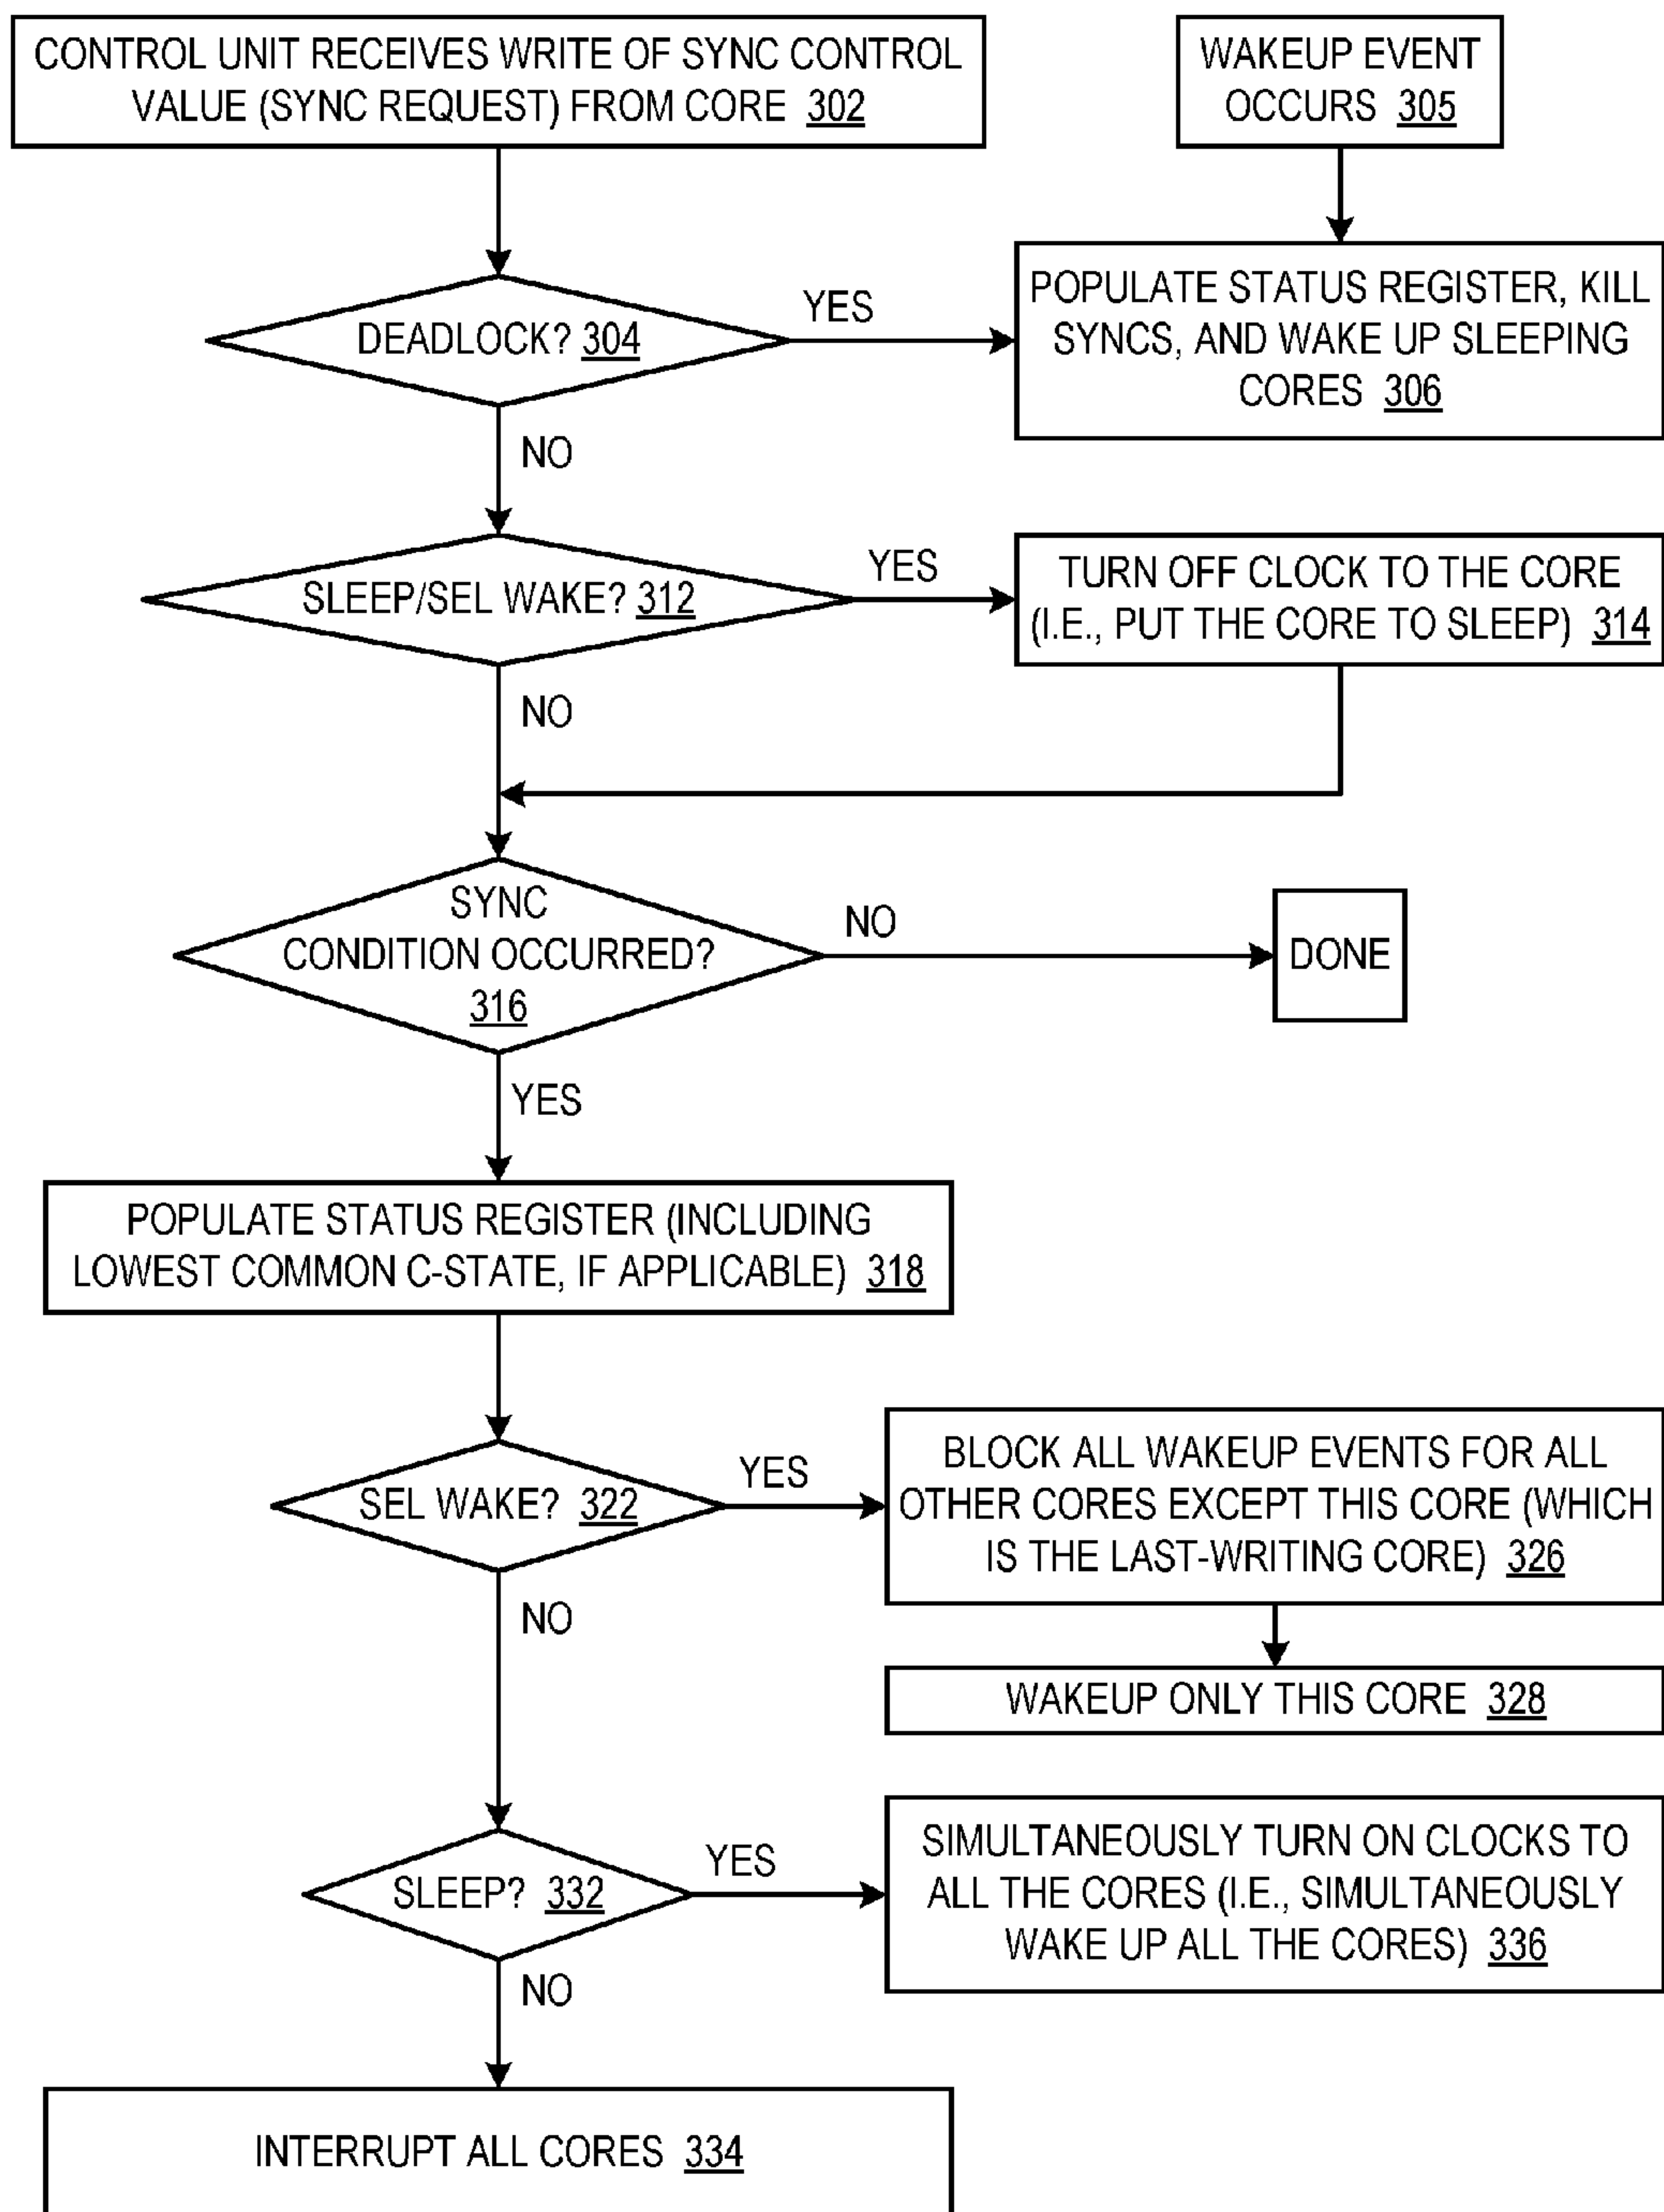 CONTROL UNIT RECEIVES WRITE OF SYNC CONTROL
VALUE (SYNC REQUEST) FROM CORE 302
WAKEUP EVENT
OCCURS 305
DEADLOCK? 304
YES
POPULATE STATUS REGISTER, KILL
SYNCS, AND WAKE UP SLEEPING
CORES 306
NO
SLEEP/SEL WAKE? 312
YES
TURN OFF CLOCK TO THE CORE
(I.E., PUT THE CORE TO SLEEP) 314
NO
SYNC
CONDITION OCCURRED?
316
NO
DONE
YES
POPULATE STATUS REGISTER (INCLUDING
LOWEST COMMON C-STATE, IF APPLICABLE) 318
SEL WAKE? 322
YES
BLOCK ALL WAKEUP EVENTS FOR ALL
OTHER CORES EXCEPT THIS CORE (WHICH
IS THE LAST-WRITING CORE) 326
NO
WAKEUP ONLY THIS CORE 328
SLEEP? 332
YES
SIMULTANEOUSLY TURN ON CLOCKS TO
ALL THE CORES (I.E., SIMULTANEOUSLY
WAKE UP ALL THE CORES) 336
NO
INTERRUPT ALL CORES 334